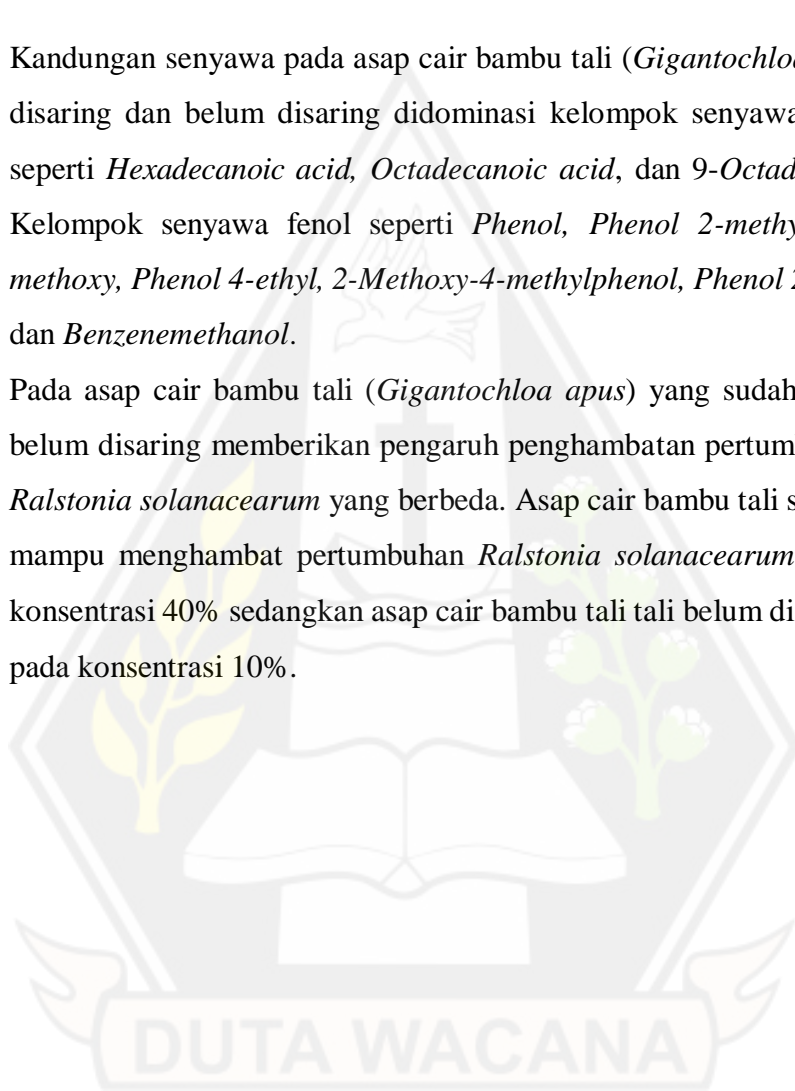 Kandungan senyawa pada asap cair bambu tali (Gigantochloa
disaring dan belum disaring didominasi kelompok senyawa
seperti Hexadecanoic acid, Octadecanoic acid, dan 9-Octad
Kelompok senyawa fenol seperti Phenol, Phenol 2-methy
methoxy, Phenol 4-ethyl, 2-Methoxy-4-methylphenol, Phenol 2
dan Benzenemethanol.
Pada asap cair bambu tali (Gigantochloa apus) yang sudah
belum disaring memberikan pengaruh penghambatan pertum
Ralstonia solanacearum yang berbeda. Asap cair bambu tali s
mampu menghambat pertumbuhan Ralstonia solanacearum
konsentrasi 40% sedangkan asap cair bambu tali tali belum di
pada konsentrasi 10%.
DUTA WACANA